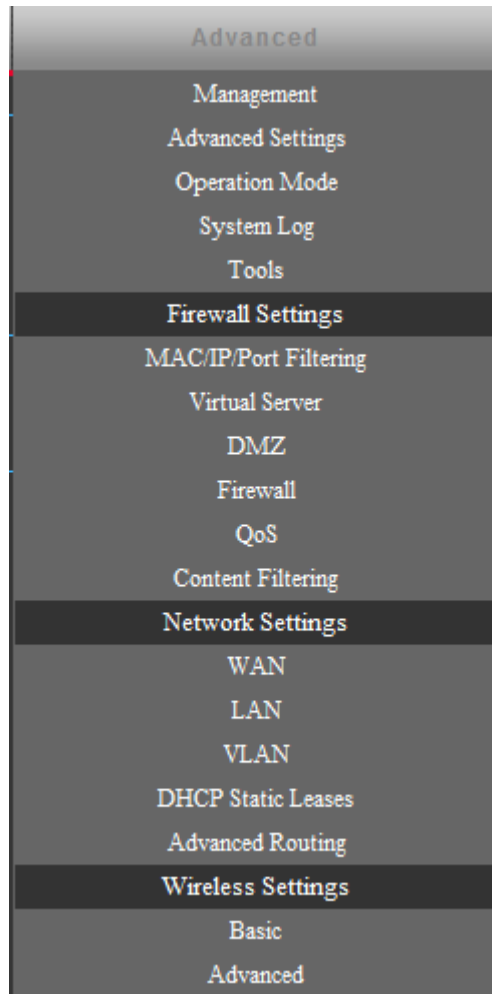 Advanced
Management
Advanced Settings
Operation Mode
System Log
Tools
Firewall Settings
MAC/IP/Port Filtering
Virtual Server
DMZ
Firewall
QoS
Content Filtering
Network Settings
WAN
LAN
VLAN
DHCP Static Leases
Advanced Routing
Wireless Settings
Basic
Advanced